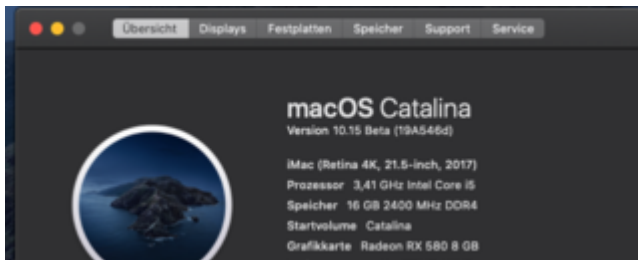 Übersicht Displays Festplatten Speicher Support Service
macOS Catalina
Version 10.15 Beta (19A546d)
iMac (Retina 4K, 21.5-inch, 2017)
Prozessor 3,41 GHz Intel Core i5
Speicher 16 GB 2400 MHz DDR4
Startvolume Catalina
Grafikkarte Radeon RX 580 8 GB